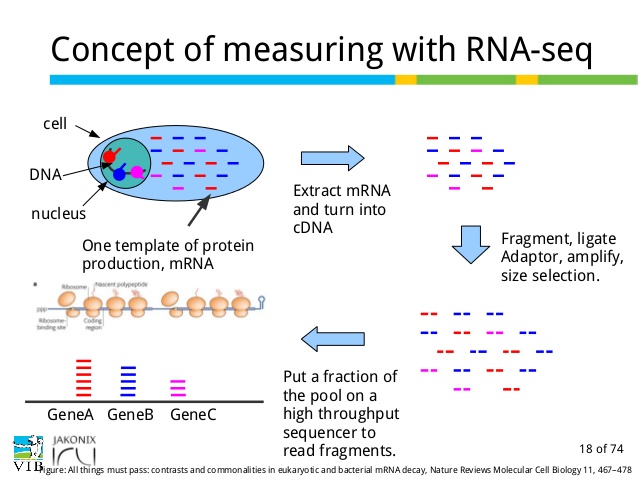 Concept of measuring with RNA-seq
cell
DNA
nucleus
One template of protein
production, mRNA
Extract mRNA
and turn into
cDNA
Fragment, ligate
Adaptor, amplify,
size selection.
Ribosome
Nascent polypeptide
PPP
Ribosome-
binding site
Coding
region
Put a fraction of
the pool on a
high throughput
sequencer to
read fragments.
GeneA GeneB GeneC
18 of 74
VIB
JAKONIX
Figure: All things must pass: contrasts and commonalities in eukaryotic and bacterial mRNA decay, Nature Reviews Molecular Cell Biology 11, 467–478